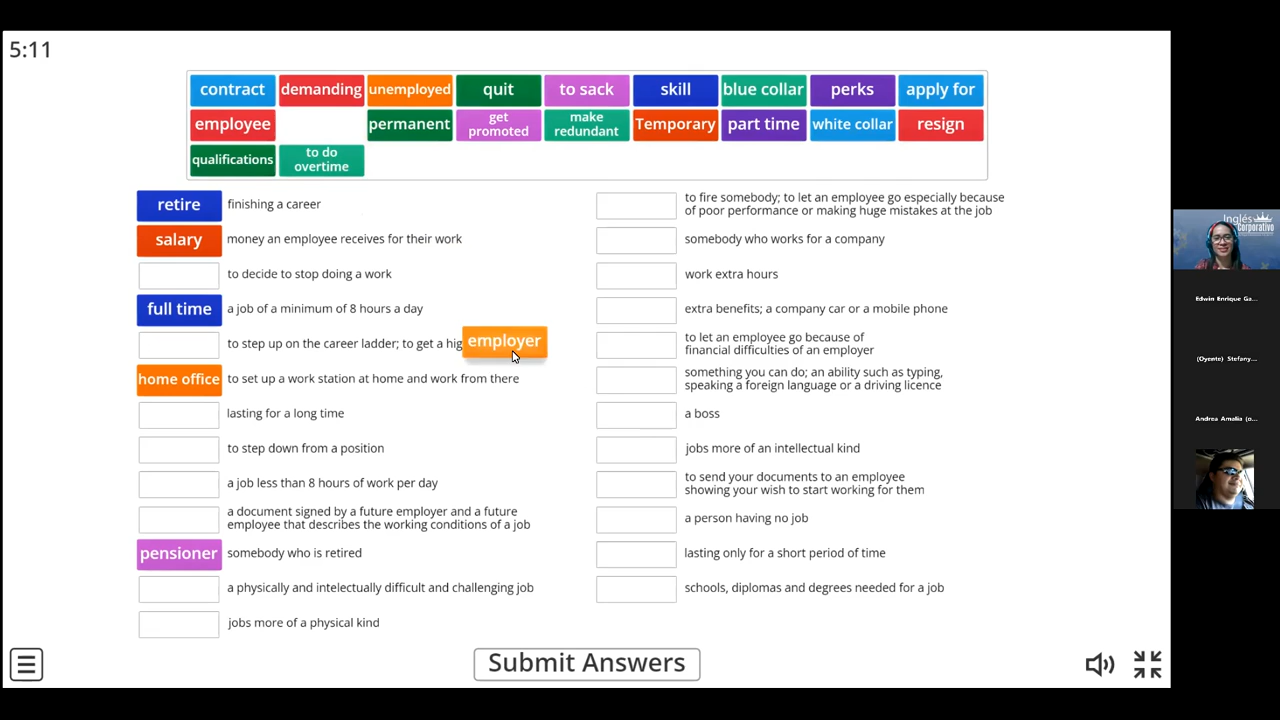 5:11
contract demanding unemployed quit to sack skill blue collar perks apply for
employee permanent get promoted make redundant Temporary part time white collar resign
qualifications to do overtime
retire finishing a career
salary money an employee receives for their work
to decide to stop doing a work
full time a job of a minimum of 8 hours a day
to step up on the career ladder; to get a hig
employer
home office to set up a work station at home and work from there
lasting for a long time
to step down from a position
a job less than 8 hours of work per day
a document signed by a future employer and a future
employee that describes the working conditions of a job
pensioner somebody who is retired
a physically and intelectually difficult and challenging job
jobs more of a physical kind
to fire somebody; to let an employee go especially because
of poor performance or making huge mistakes at the job
somebody who works for a company
work extra hours
extra benefits; a company car or a mobile phone
to let an employee go because of
financial difficulties of an employer
something you can do; an ability such as typing,
speaking a foreign language or a driving licence
a boss
jobs more of an intellectual kind
to send your documents to an employee
showing your wish to start working for them
a person having no job
lasting only for a short period of time
schools, diplomas and degrees needed for a job
Submit Answers
Inglés
Corporativo
Edwin Enrique Ga...
(Oyente) Stefany...
Andrea Amalia (o...